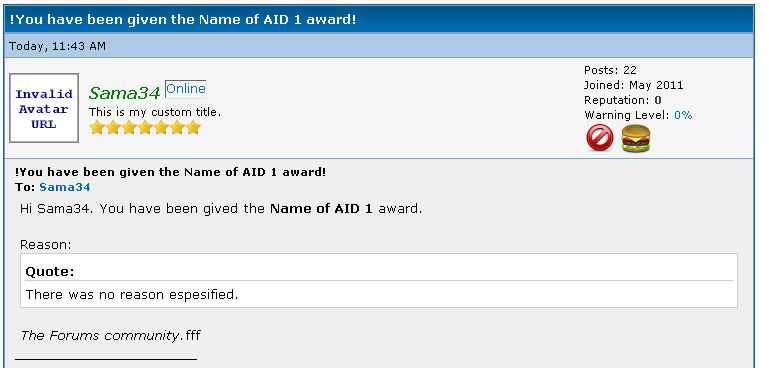 !You have been given the Name of AID 1 award!
Today, 11:43 AM
Invalid
Avatar
URL
Sama34 Online
This is my custom title.
Posts: 22
Joined: May 2011
Reputation: 0
Warning Level: 0%
!You have been given the Name of AID 1 award!
To: Sama34
Hi Sama34. You have been gived the Name of AID 1 award.
Reason:
Quote:
There was no reason espesified.
The Forums community.fff